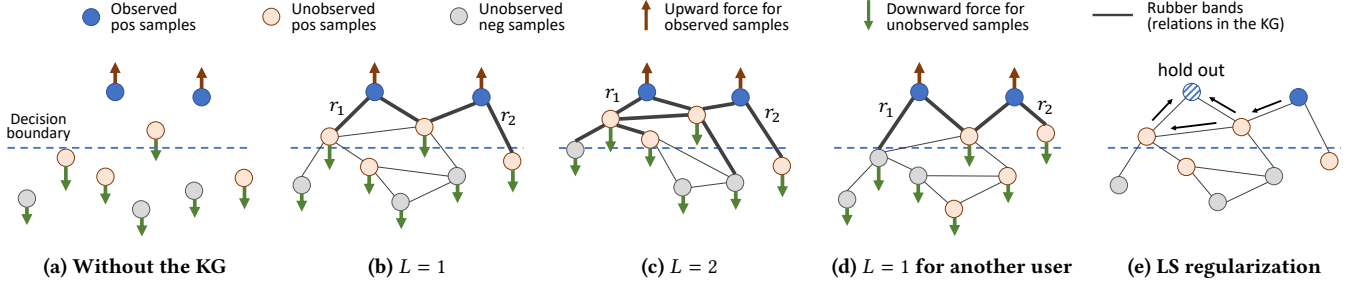 Observed
pos samples
Unobserved
pos samples
Unobserved
neg samples
Upward force for
observed samples
Downward force for
unobserved samples
Rubber bands
(relations in the KG)
Decision
boundary
r1
r2
r1
r2
r1
r2
hold out
(a) Without the KG
(b) L = 1
(c) L = 2
(d) L = 1 for another user
(e) LS regularization